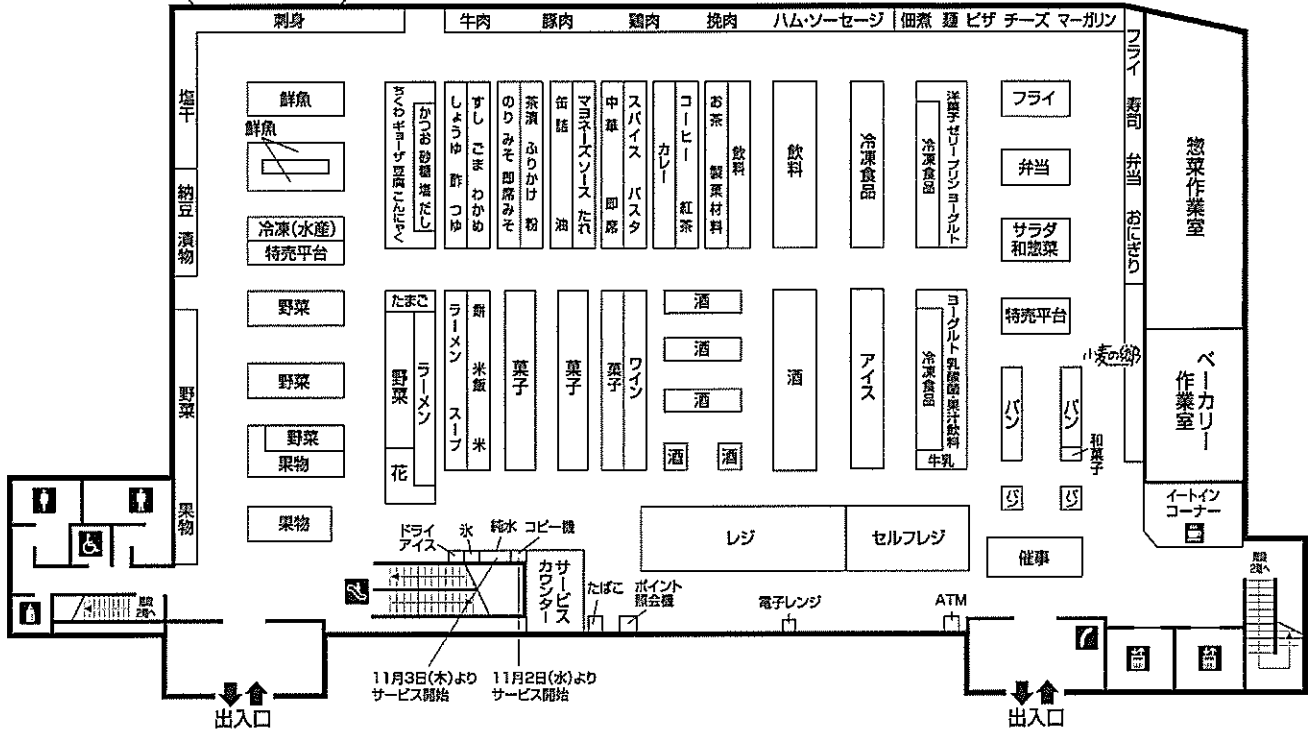 刺身
牛肉 豚肉 鶏肉 挽肉 ハム・ソーセージ
佃煮 麺 ピザ チーズ マーガリン
フライ 寿司 弁当 おにぎり
塩干
納豆 漬物
野菜
果物
鮮魚
鮮魚
冷凍(水産)
特売平台
野菜
野菜
野菜
果物
果物
ちくわ ギョーザ 豆腐 こんにゃく
かつお 砂糖 塩 だし
しょうゆ 酢 つゆ
すし ごま わかめ
のり みそ 即席みそ
茶漬 ふりかけ 粉
缶詰 油
マヨネーズ ソース たれ
中華 即席
スパイス パスタ
カレー
コーヒー 紅茶
お茶 製菓材料
飲料
飲料
冷凍食品
冷凍食品
洋菓子 ゼリー プリン ヨーグルト
フライ
弁当
サラダ
和惣菜
特売平台
惣菜作業室
たまご
野菜
花
ラーメン
ラーメン スープ
餅 米飯 米
菓子
菓子
菓子
ワイン
酒
酒
酒
酒
酒
酒
アイス
冷凍食品
ヨーグルト 乳酸菌・果汁飲料
牛乳
小麦の郷
パン
パン
和菓子
パン
パン
ベーカリー
作業室
イートイン
コーナー
レジ
セルフレジ
催事
ドライ
アイス
氷
純水
コピー機
サービス
カウンター
たばこ
ポイント
照会機
電子レンジ
ATM
階段
2階へ
階段
2階へ
11月3日(木)より
サービス開始
11月2日(水)より
サービス開始
出入口
出入口